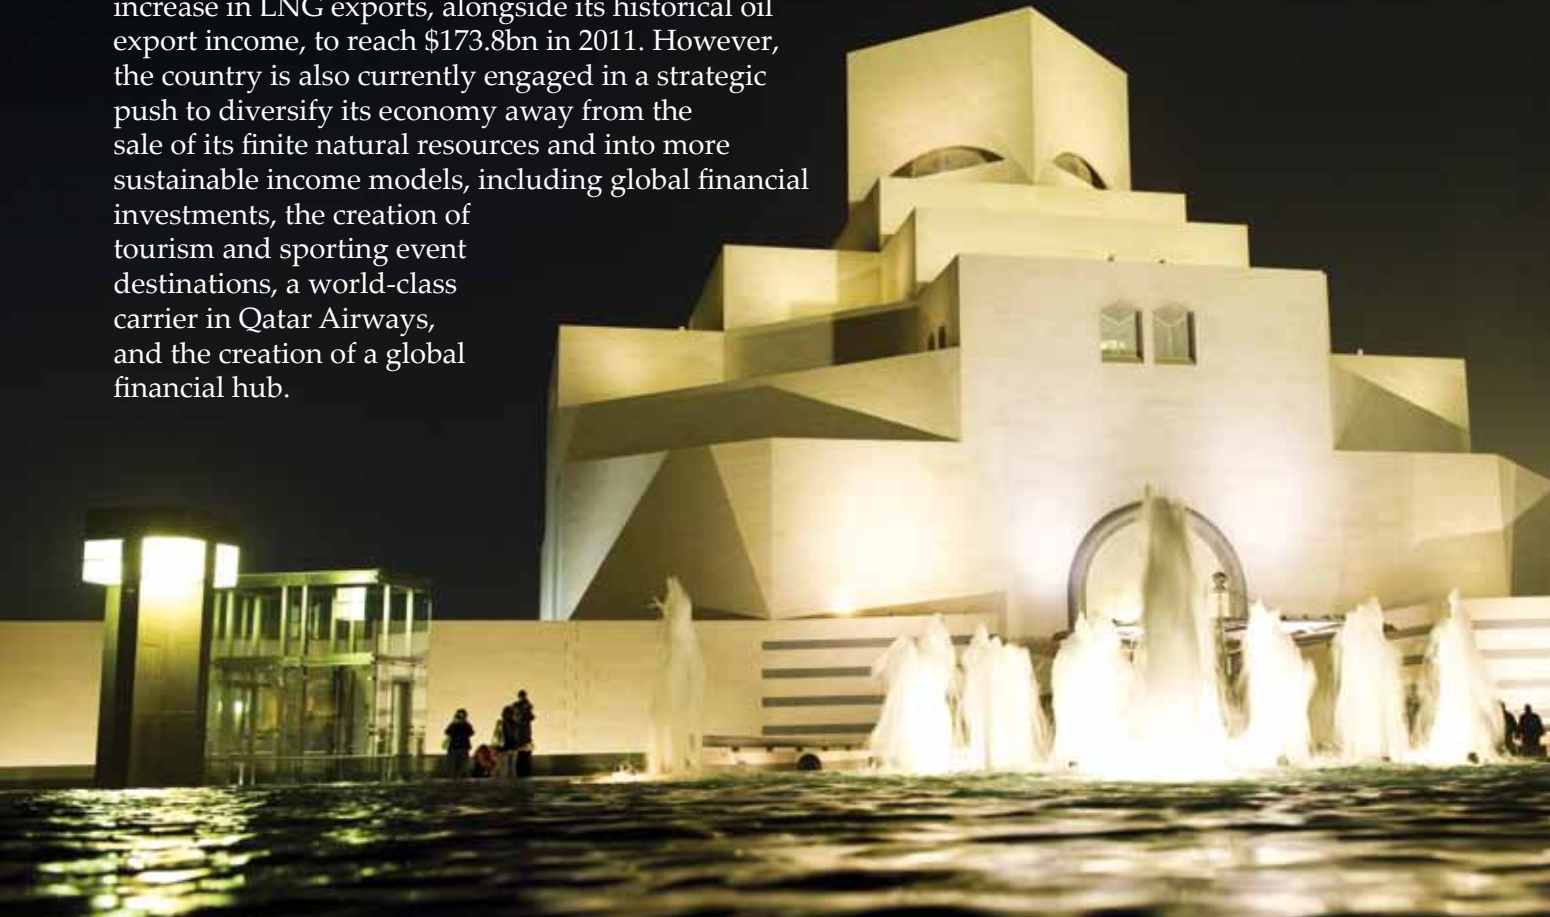 increase in LNG exports, alongside its historical oil
export income, to reach $173.8bn in 2011. However,
the country is also currently engaged in a strategic
push to diversify its economy away from the
sale of its finite natural resources and into more
sustainable income models, including global financial
investments, the creation of
tourism and sporting event
destinations, a world-class
carrier in Qatar Airways,
and the creation of a global
financial hub.